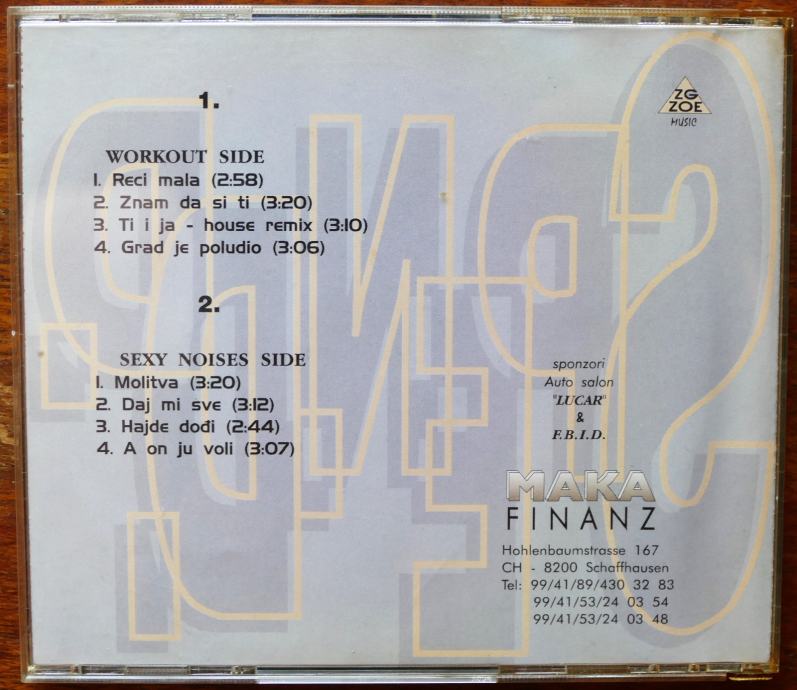 1.
WORKOUT SIDE
1. Reci mala (2:58)
2. Znam da si ti (3:20)
3. Ti i ja - house remix (3:10)
4. Grad je poludio (3:06)
2.
SEXY NOISES SIDE
1. Molitva (3:20)
2. Daj mi sve (3:12)
3. Hajde dođi (2:44)
4. A on ju voli (3:07)
ZG
ZOE
MUSIC
sponzori
Auto salon
"LUCAR"
&
F.B.I.D.
MAKA
FINANZ
Hohlenbaumstrasse 167
CH - 8200 Schaffhausen
Tel: 99/41/89/430 32 83
99/41/53/24 03 54
99/41/53/24 03 48